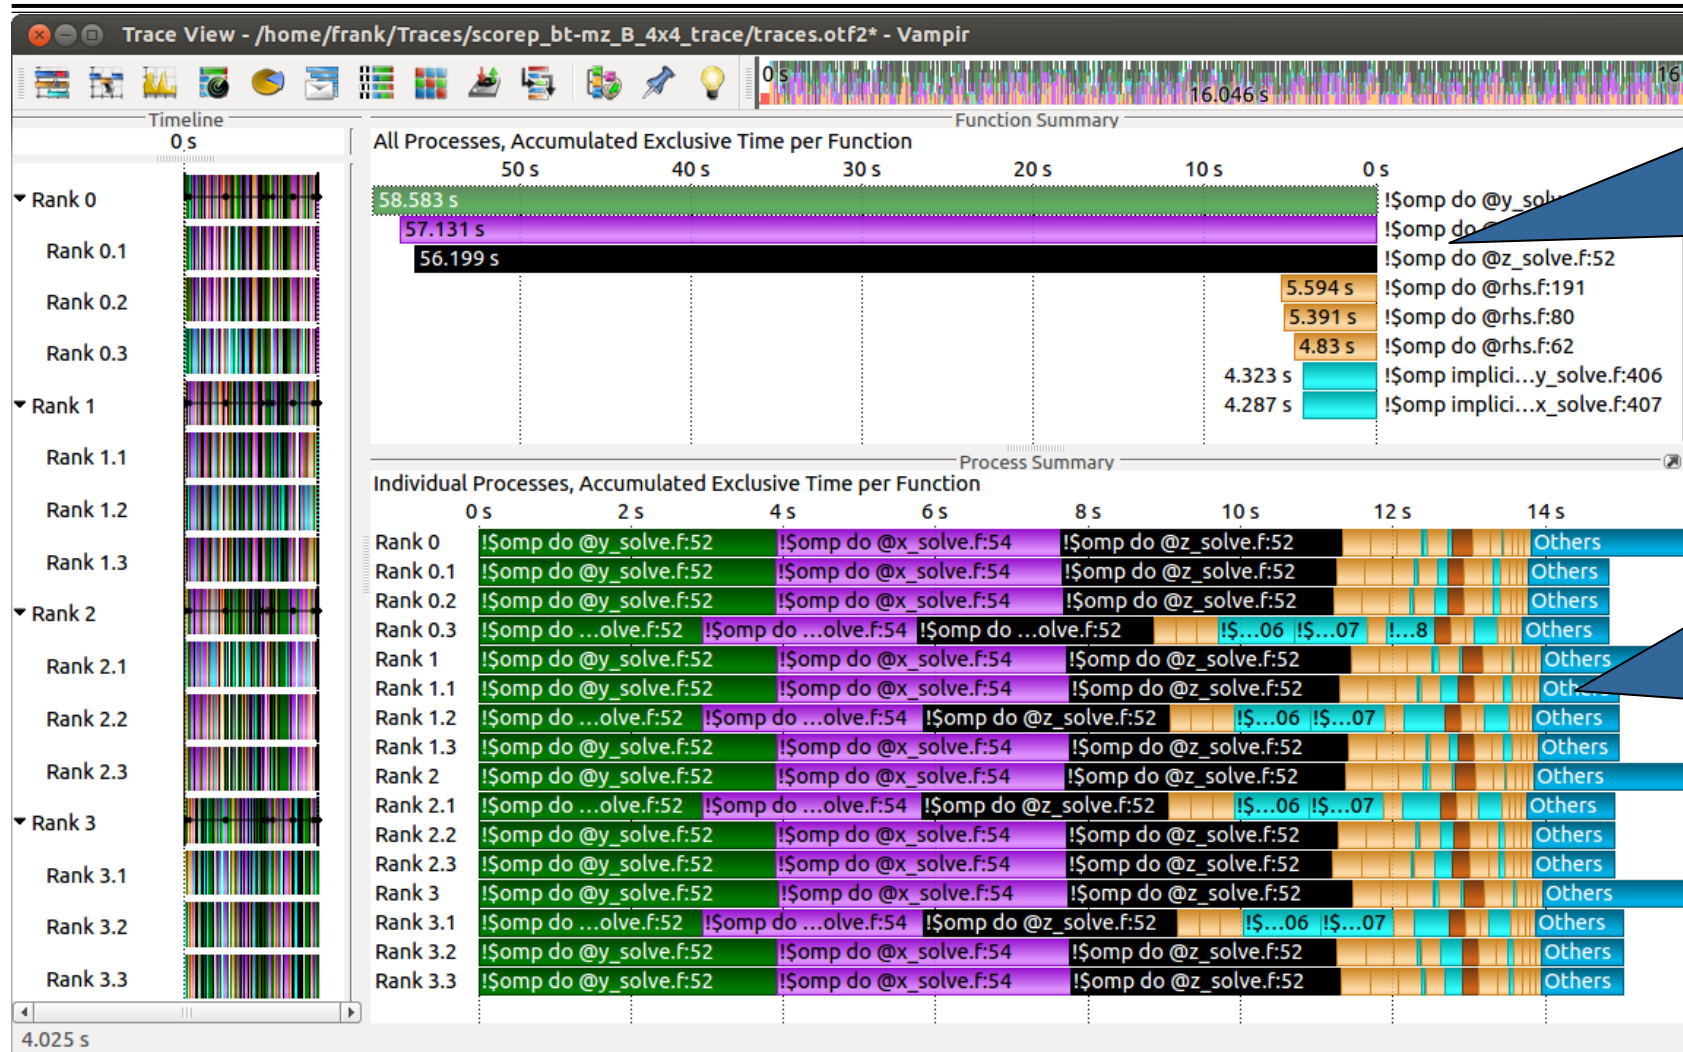 Trace View - /home/frank/Traces/scorep_bt-mz_B_4x4_trace/traces.otf2* - Vampir
0 s
16.046 s
16
Timeline
0 s
Rank 0
Rank 0.1
Rank 0.2
Rank 0.3
Rank 1
Rank 1.1
Rank 1.2
Rank 1.3
Rank 2
Rank 2.1
Rank 2.2
Rank 2.3
Rank 3
Rank 3.1
Rank 3.2
Rank 3.3
4.025 s
Function Summary
All Processes, Accumulated Exclusive Time per Function
50 s 40 s 30 s 20 s 10 s 0 s
58.583 s !$omp do
57.131 s !$omp do
56.199 s !$omp do @z_solve.f:52
5.594 s !$omp do @rhs.f:191
5.391 s !$omp do @rhs.f:80
4.83 s !$omp do @rhs.f:62
4.323 s !$omp implici...y_solve.f:406
4.287 s !$omp implici...x_solve.f:407
Process Summary
Individual Processes, Accumulated Exclusive Time per Function
0 s 2 s 4 s 6 s 8 s 10 s 12 s 14 s
Rank 0 !$omp do @y_solve.f:52 !$omp do @x_solve.f:54 !$omp do @z_solve.f:52 Others
Rank 0.1 !$omp do @y_solve.f:52 !$omp do @x_solve.f:54 !$omp do @z_solve.f:52 Others
Rank 0.2 !$omp do @y_solve.f:52 !$omp do @x_solve.f:54 !$omp do @z_solve.f:52 Others
Rank 0.3 !$omp do ...olve.f:52 !$omp do ...olve.f:54 !$omp do ...olve.f:52 !$...06 !$...07 !...8 Others
Rank 1 !$omp do @y_solve.f:52 !$omp do @x_solve.f:54 !$omp do @z_solve.f:52 Others
Rank 1.1 !$omp do @y_solve.f:52 !$omp do @x_solve.f:54 !$omp do @z_solve.f:52 Others
Rank 1.2 !$omp do ...olve.f:52 !$omp do ...olve.f:54 !$omp do @z_solve.f:52 !$...06 !$...07 Others
Rank 1.3 !$omp do @y_solve.f:52 !$omp do @x_solve.f:54 !$omp do @z_solve.f:52 Others
Rank 2 !$omp do @y_solve.f:52 !$omp do @x_solve.f:54 !$omp do @z_solve.f:52 Others
Rank 2.1 !$omp do ...olve.f:52 !$omp do ...olve.f:54 !$omp do @z_solve.f:52 !$...06 !$...07 Others
Rank 2.2 !$omp do @y_solve.f:52 !$omp do @x_solve.f:54 !$omp do @z_solve.f:52 Others
Rank 2.3 !$omp do @y_solve.f:52 !$omp do @x_solve.f:54 !$omp do @z_solve.f:52 Others
Rank 3 !$omp do @y_solve.f:52 !$omp do @x_solve.f:54 !$omp do @z_solve.f:52 Others
Rank 3.1 !$omp do ...olve.f:52 !$omp do ...olve.f:54 !$omp do @z_solve.f:52 !$...06 !$...07 Others
Rank 3.2 !$omp do @y_solve.f:52 !$omp do @x_solve.f:54 !$omp do @z_solve.f:52 Others
Rank 3.3 !$omp do @y_solve.f:52 !$omp do @x_solve.f:54 !$omp do @z_solve.f:52 Others